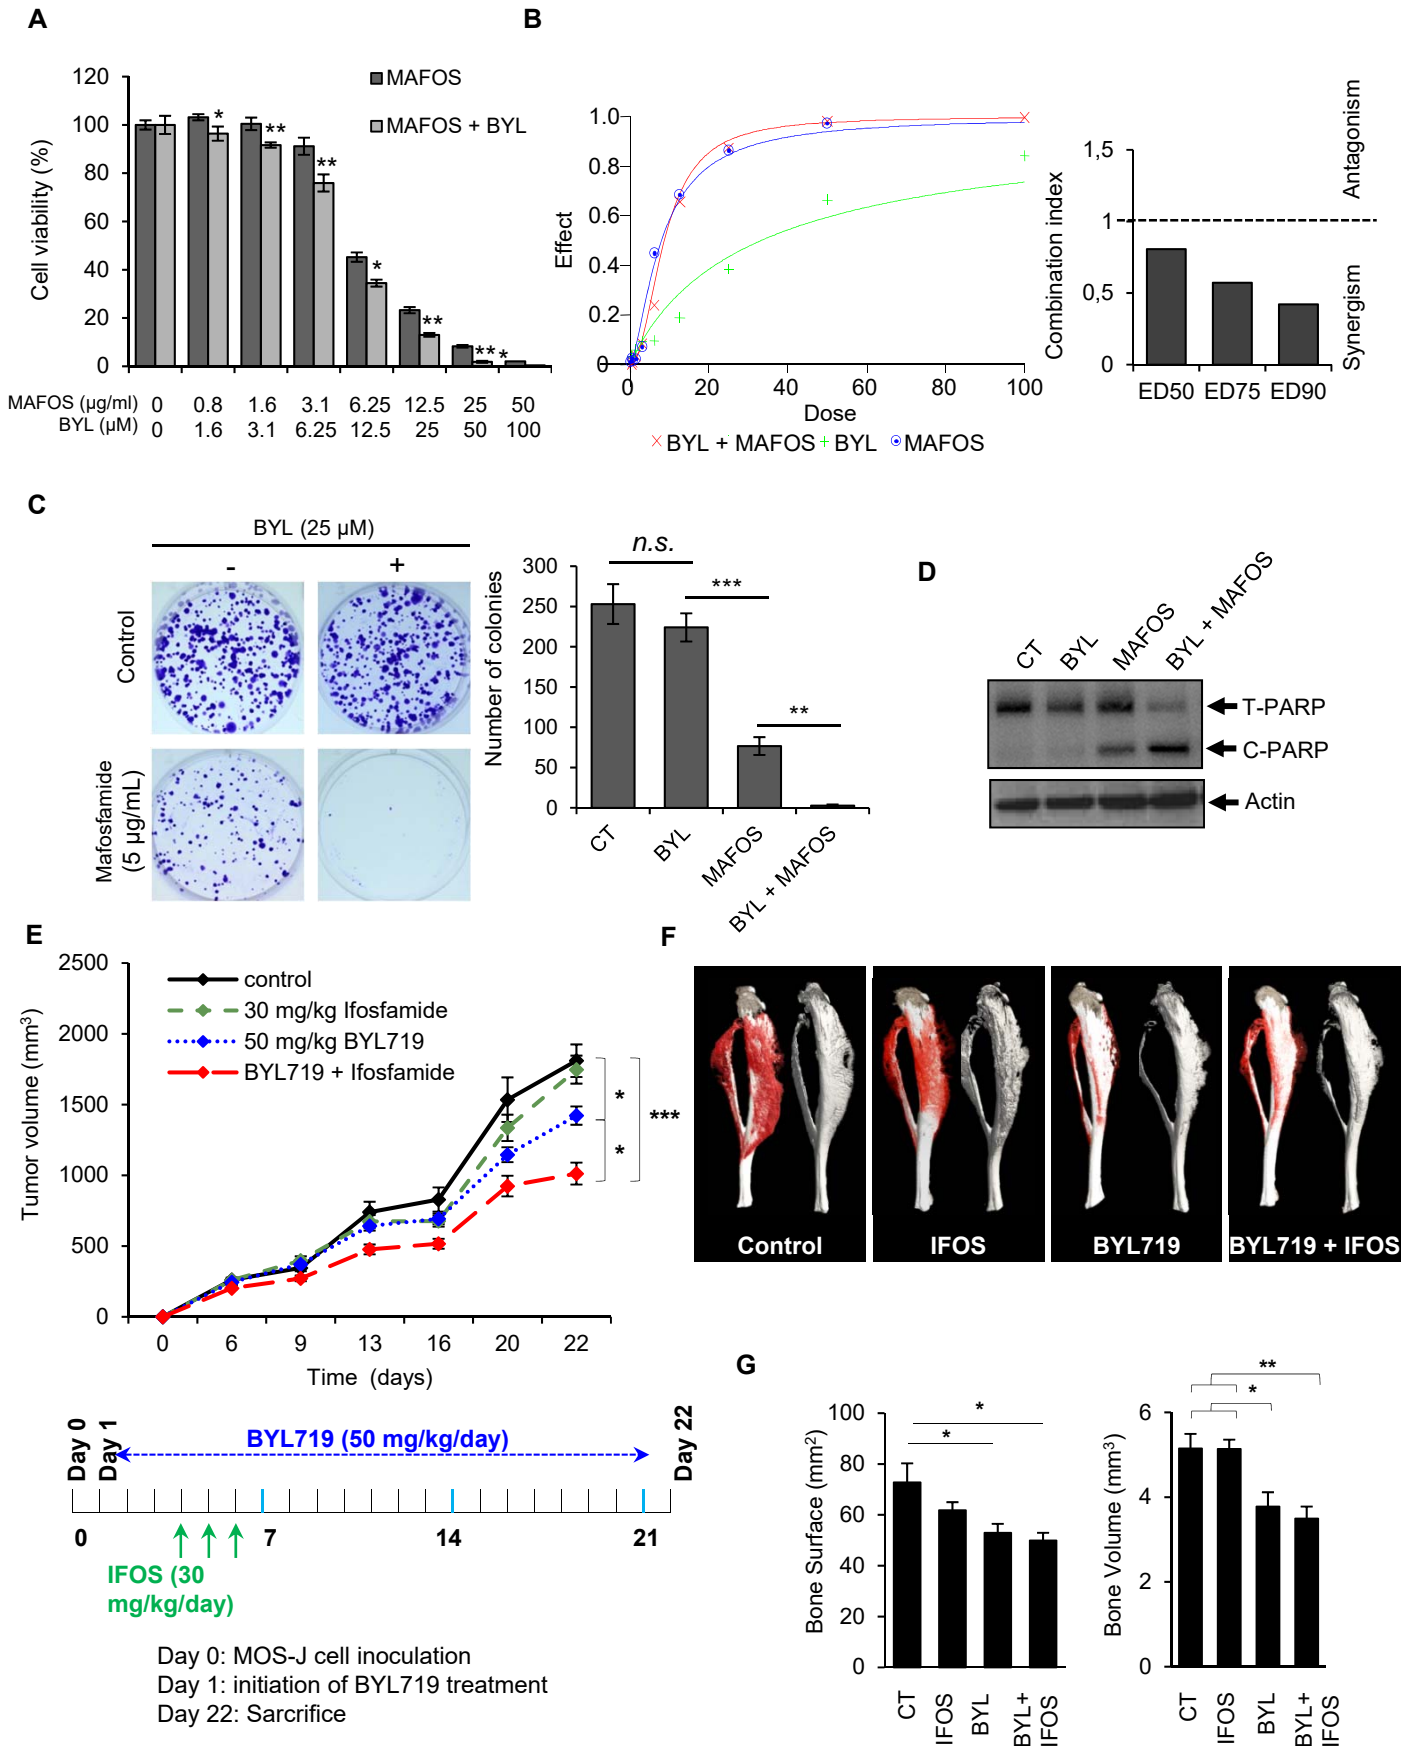 A
120
100
80
60
40
20
0
Cell viability (%)
MAFOS
MAFOS + BYL
*
**
**
*
**
**
*
MAFOS (µg/ml) 0 0.8 1.6 3.1 6.25 12.5 25 50
BYL (µM) 0 1.6 3.1 6.25 12.5 25 50 100
B
1.0
0.8
0.6
0.4
0.2
0
Effect
0 20 40 60 80 100
Dose
BYL + MAFOS BYL MAFOS
Combination index
1,5
1
0,5
0
ED50 ED75 ED90
Antagonism
Synergism
C
BYL (25 µM)
- +
Control
Mafosfamide
(5 µg/mL)
Number of colonies
300
250
200
150
100
50
0
n.s.
***
**
CT
BYL
MAFOS
BYL + MAFOS
D
CT
BYL
MAFOS
BYL + MAFOS
T-PARP
C-PARP
Actin
E
2500
2000
1500
1000
500
0
Tumor volume (mm³)
control
30 mg/kg Ifosfamide
50 mg/kg BYL719
BYL719 + Ifosfamide
*
*
***
0 6 9 13 16 20 22
Time (days)
Day 0
Day 1
BYL719 (50 mg/kg/day)
Day 22
0 7 14 21
IFOS (30
mg/kg/day)
Day 0: MOS-J cell inoculation
Day 1: initiation of BYL719 treatment
Day 22: Sarcrifice
F
Control
IFOS
BYL719
BYL719 + IFOS
G
Bone Surface (mm²)
100
80
60
40
20
0
*
*
CT
IFOS
BYL
BYL+
IFOS
Bone Volume (mm³)
6
4
2
0
**
*
CT
IFOS
BYL
BYL+
IFOS